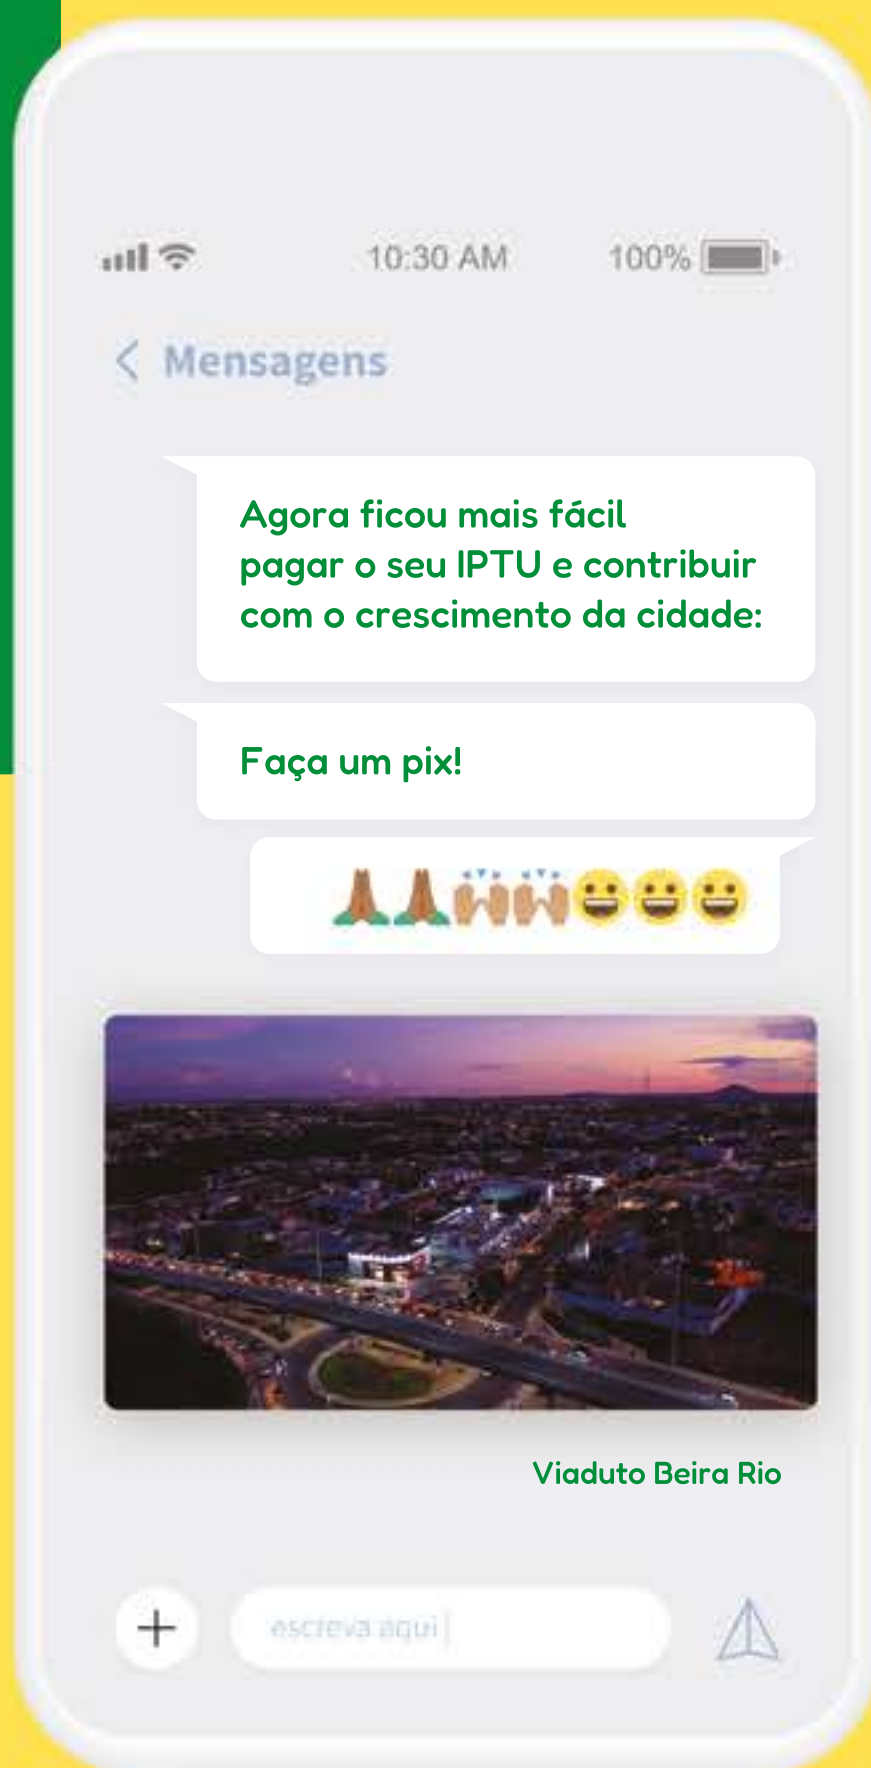 10:30 AM
100%
Mensagens
Agora ficou mais fácil
pagar o seu IPTU e contribuir
com o crescimento da cidade:
Faça um pix!
🙏🏾🙏🏾🙌🏽🙌🏽😀😀😀
Viaduto Beira Rio
escreva aqui